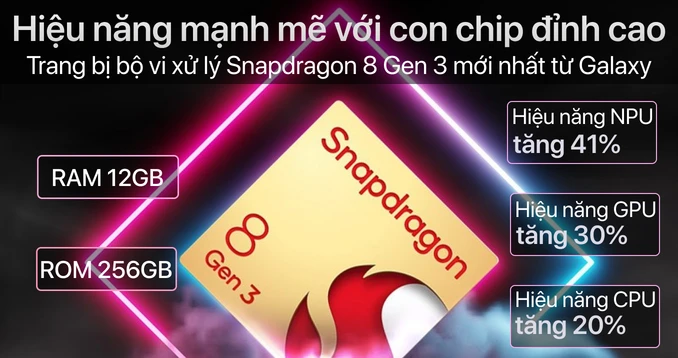 Hiệu năng mạnh mẽ với con chip đỉnh cao
Trang bị bộ vi xử lý Snapdragon 8 Gen 3 mới nhất từ Galaxy
RAM 12GB
ROM 256GB
Snapdragon
8
Gen 3
Hiệu năng NPU
tăng 41%
Hiệu năng GPU
tăng 30%
Hiệu năng CPU
tăng 20%